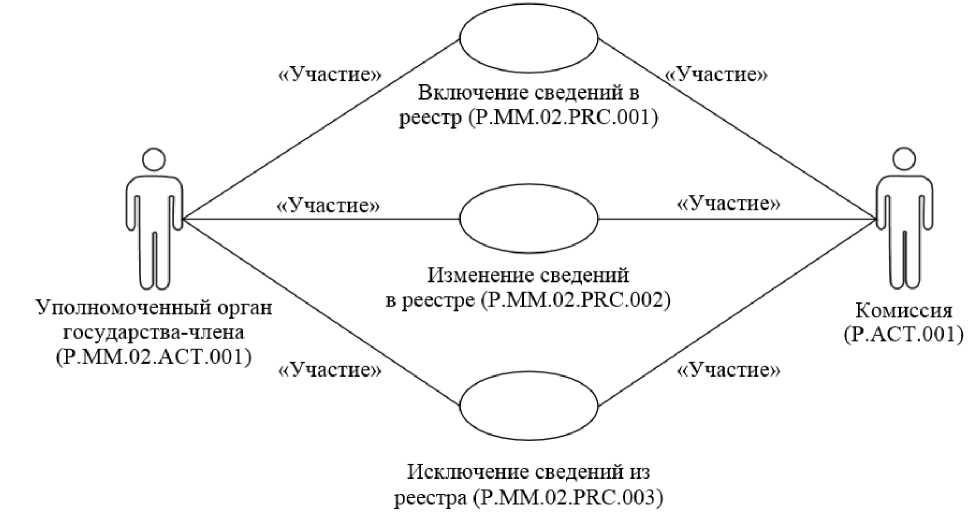 «Участие»
«Участие»
Включение сведений в
реестр (P.MM.02.PRC.001)
«Участие»
«Участие»
Изменение сведений
в реестре (P.MM.02.PRC.002)
Уполномоченный орган
государства-члена
(P.MM.02.ACT.001)
Комиссия
(P.ACT.001)
«Участие»
«Участие»
Исключение сведений из
реестра (P.MM.02.PRC.003)